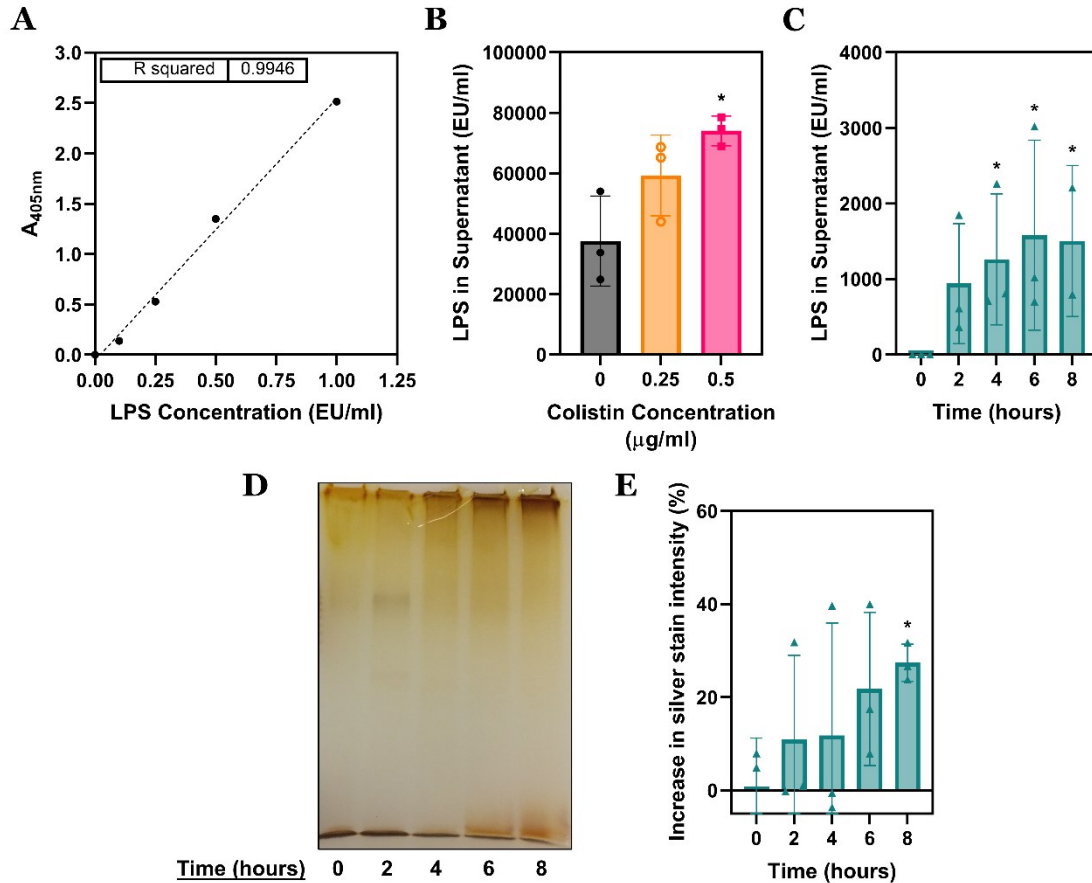 A
R squared 0.9946
3.0
2.5
2.0
1.5
1.0
0.5
0.0
A405nm
0.00 0.25 0.50 0.75 1.00 1.25
LPS Concentration (EU/ml)
B
LPS in Supernatant (EU/ml)
100000
80000
60000
40000
20000
0
*
0 0.25 0.5
Colistin Concentration
(μg/ml)
C
LPS in Supernatant (EU/ml)
4000
3000
2000
1000
0
* * *
0 2 4 6 8
Time (hours)
D
Time (hours) 0 2 4 6 8
E
Increase in silver stain intensity (%)
60
40
20
0
*
0 2 4 6 8
Time (hours)